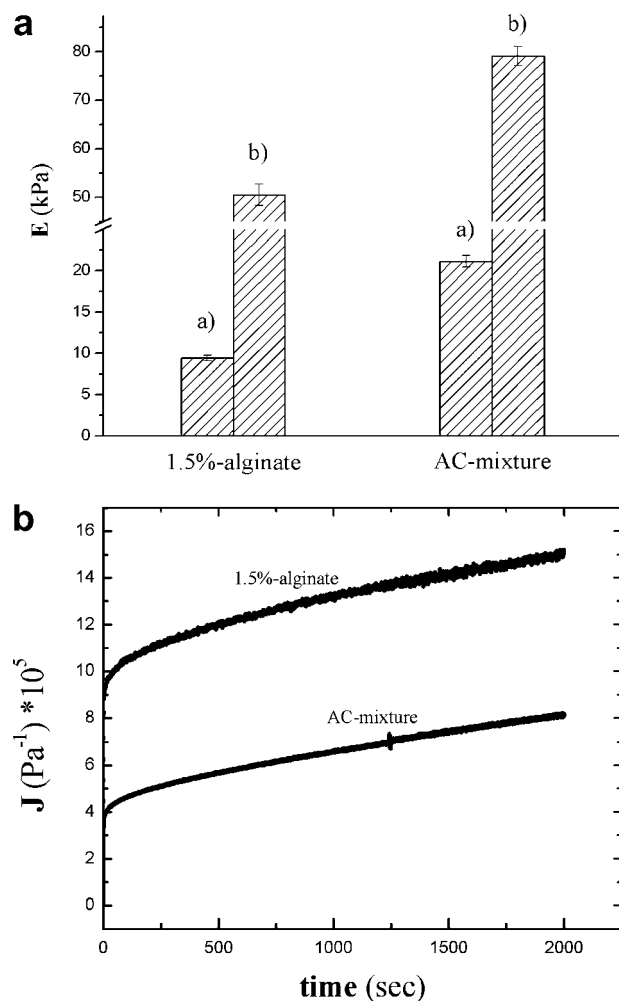 a
80
70
60
50
20
15
10
5
0
E (kPa)
a)
b)
a)
b)
1.5%-alginate
AC-mixture
b
16
14
12
10
8
6
4
2
0
J (Pa⁻¹) *10⁵
1.5%-alginate
AC-mixture
0
500
1000
1500
2000
time (sec)